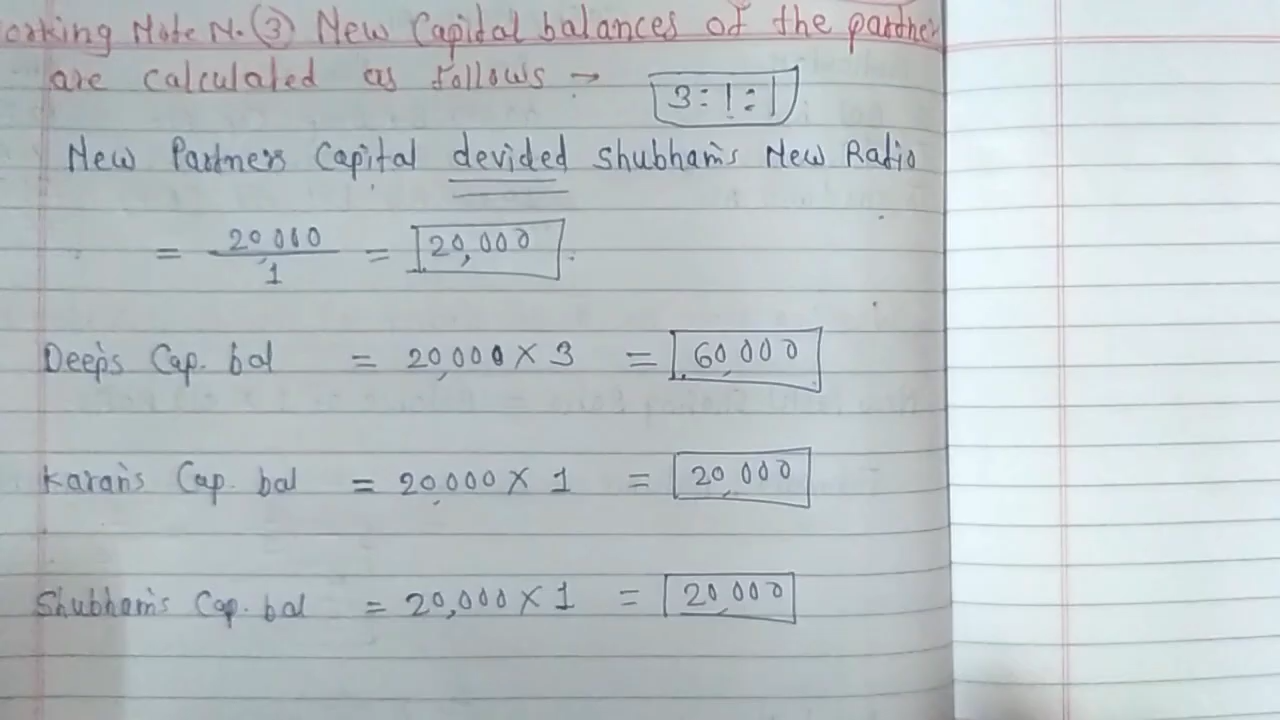 orking Note N. (3) New Capital balances of the partner
are calculated as follows →
3:1:1
New Partners Capital devided Shubham's New Ratio
= 20,000 / 1 = 20,000
Deep's Cap. bal = 20,000 X 3 = 60,000
Karan's Cap. bal = 20,000 X 1 = 20,000
Shubham's Cap. bal = 20,000 X 1 = 20,000